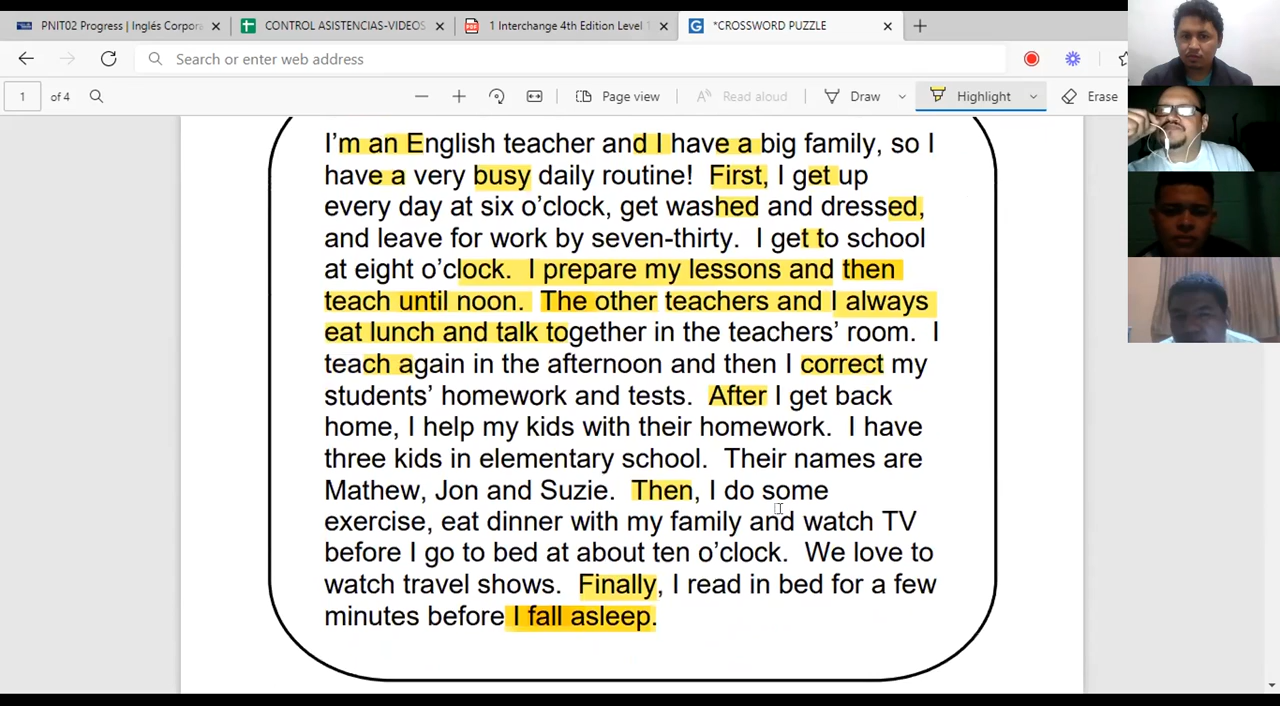 PNIT02 Progress | Inglés Corpora
CONTROL ASISTENCIAS-VIDEOS
1 Interchange 4th Edition Level 1
*CROSSWORD PUZZLE
Search or enter web address
1 of 4
Page view
Read aloud
Draw
Highlight
Erase
I'm an English teacher and I have a big family, so I
have a very busy daily routine! First, I get up
every day at six o'clock, get washed and dressed,
and leave for work by seven-thirty. I get to school
at eight o'clock. I prepare my lessons and then
teach until noon. The other teachers and I always
eat lunch and talk together in the teachers' room. I
teach again in the afternoon and then I correct my
students' homework and tests. After I get back
home, I help my kids with their homework. I have
three kids in elementary school. Their names are
Mathew, Jon and Suzie. Then, I do some
exercise, eat dinner with my family and watch TV
before I go to bed at about ten o'clock. We love to
watch travel shows. Finally, I read in bed for a few
minutes before I fall asleep.